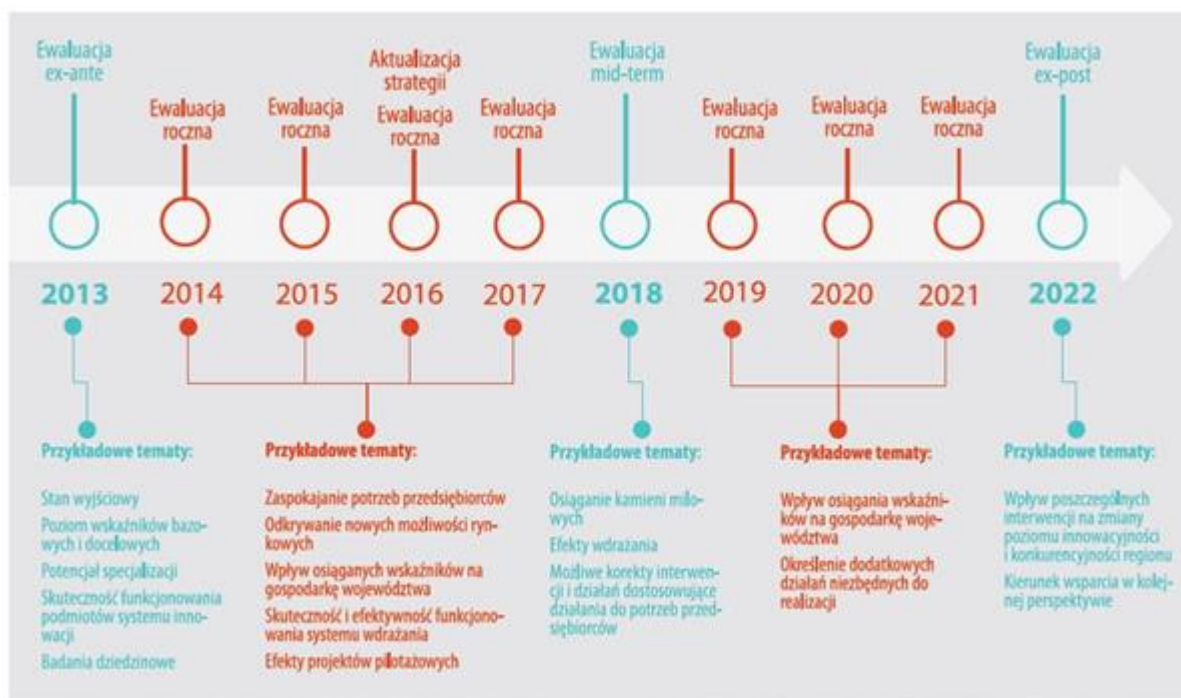 Ewaluacja
ex-ante
Ewaluacja
roczna
Ewaluacja
roczna
Aktualizacja
strategii
Ewaluacja
roczna
Ewaluacja
roczna
Ewaluacja
mid-term
Ewaluacja
roczna
Ewaluacja
roczna
Ewaluacja
roczna
Ewaluacja
ex-post
2013
2014
2015
2016
2017
2018
2019
2020
2021
2022
Przykładowe tematy:
Stan wyjściowy
Poziom wskaźników bazo-
wych i docelowych
Potencjał specjalizacji
Skuteczność funkcjonowania
podmiotów systemu inno-
wacji
Badania dziedzinowe
Przykładowe tematy:
Zaspokajanie potrzeb przedsiębiorców
Odkrywanie nowych możliwości ryn-
kowych
Wpływ osiąganych wskaźników na
gospodarkę województwa
Skuteczność i efektywność funkcjono-
wania systemu wdrażania
Efekty projektów pilotażowych
Przykładowe tematy:
Osiąganie kamieni milo-
wych
Efekty wdrażania
Możliwe korekty interwen-
cji i działań dostosowujące
działania do potrzeb przed-
siębiorców
Przykładowe tematy:
Wpływ osiągania wskaźni-
ków na gospodarkę woje-
wództwa
Określenie dodatkowych
działań niezbędnych do
realizacji
Przykładowe tematy:
Wpływ poszczególnych
interwencji na zmiany
poziomu innowacyjności
i konkurencyjności regionu
Kierunek wsparcia w kolej-
nej perspektywie